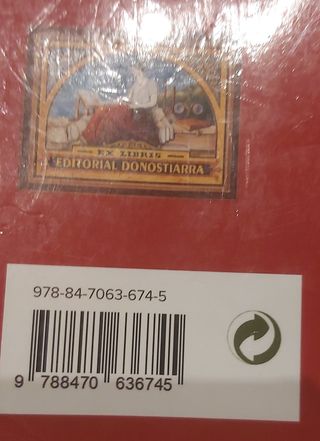 EX LIBRIS
EDITORIAL DONOSTIARRA
978-84-7063-674-5
9 788470 636745